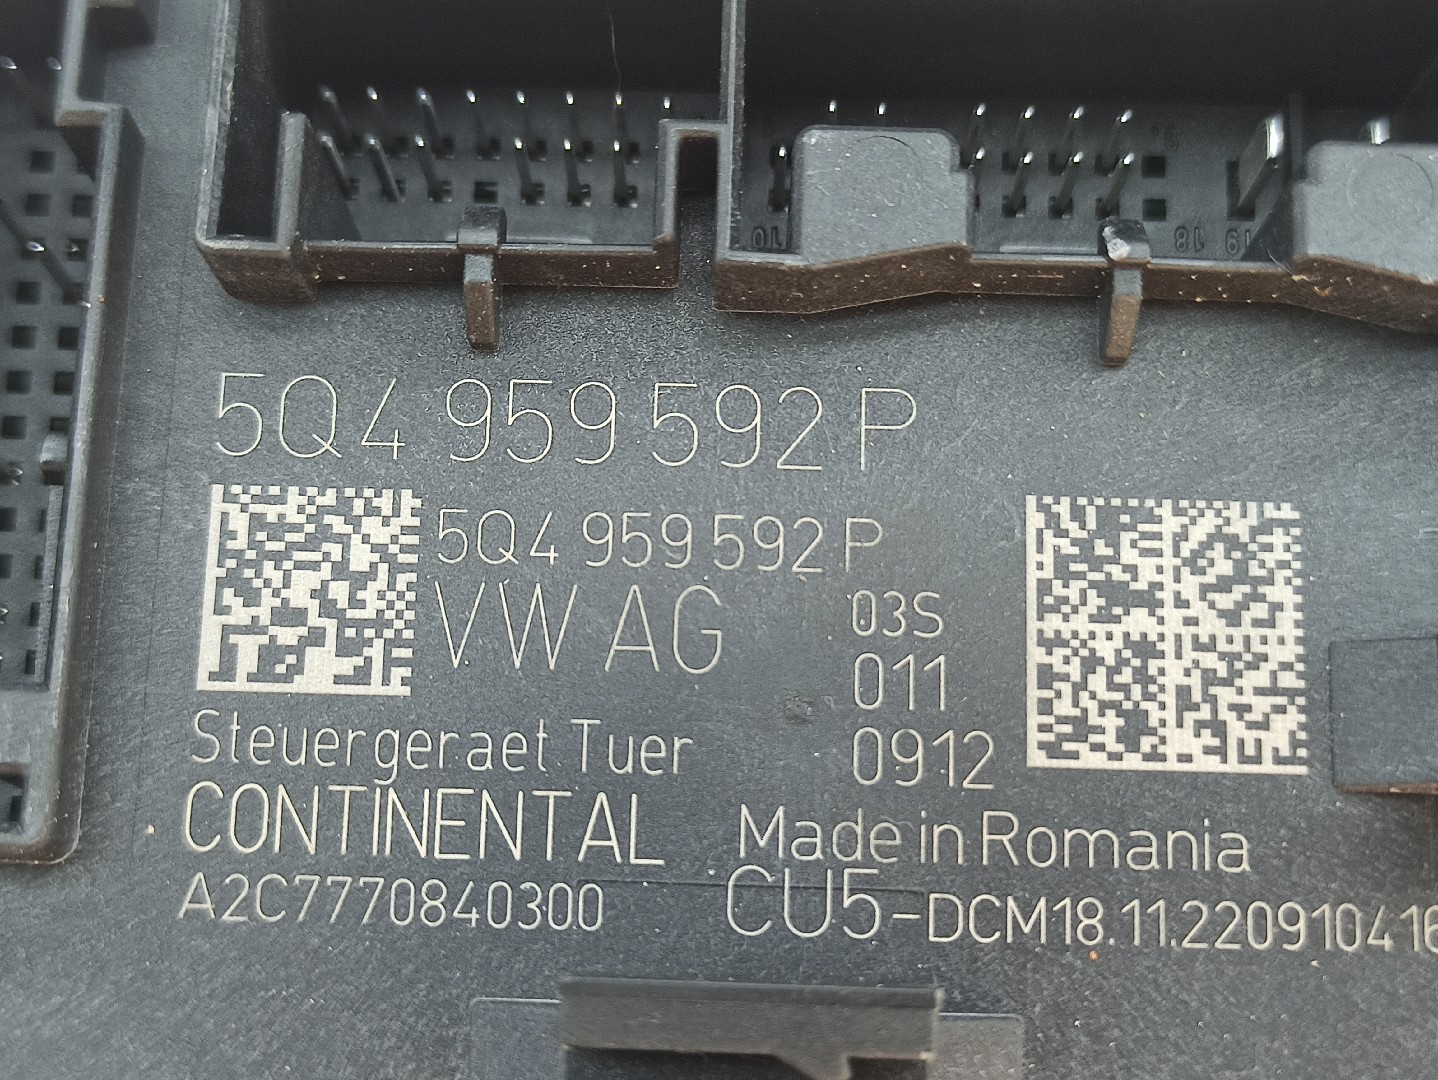 10 18 19
5Q4 959 592 P
5Q4 959 592 P
VW AG
03S
011
0912
Steuergeraet Tuer
CONTINENTAL
Made in Romania
A2C7770840300
CU5-DCM18.11.220910416